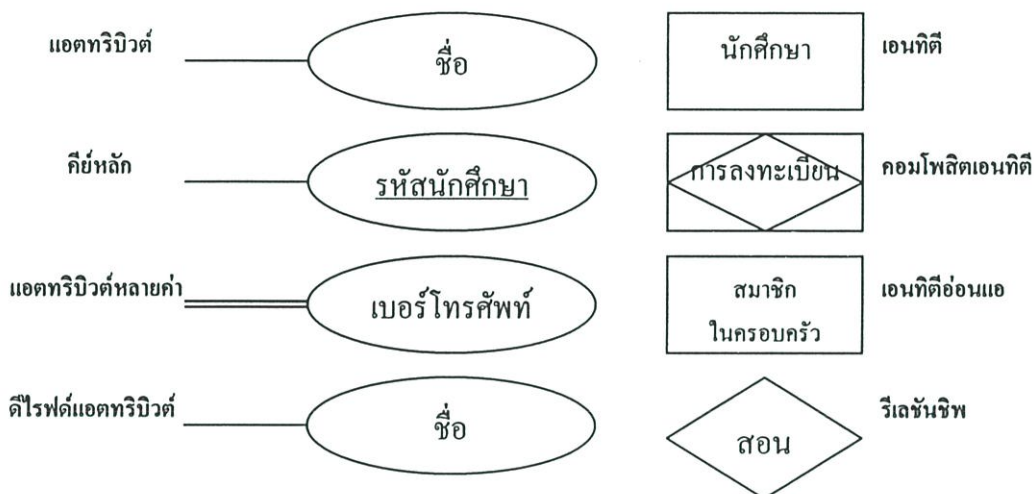 แอตทริบิวต์
ชื่อ
นักศึกษา
เอนทิตี
คีย์หลัก
รหัสนักศึกษา
การลงทะเบียน
คอมโพสิตเอนทิตี
แอตทริบิวต์หลายค่า
เบอร์โทรศัพท์
สมาชิก
ในครอบครัว
เอนทิตีอ่อนแอ
ดีไรฟด์แอตทริบิวต์
ชื่อ
สอน
รีเลชันชิพ